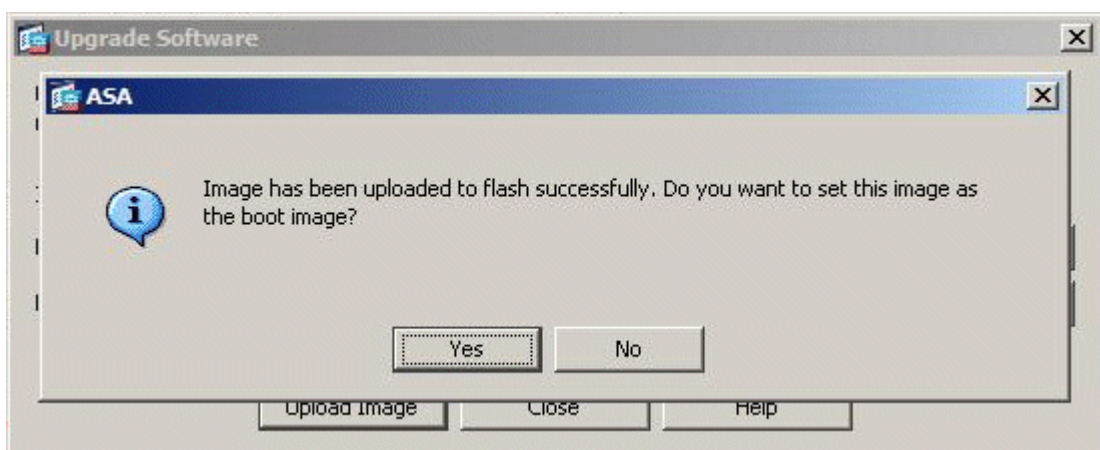 Upgrade Software
ASA
Image has been uploaded to flash successfully. Do you want to set this image as
the boot image?
Yes
No
Upload Image
Close
Help